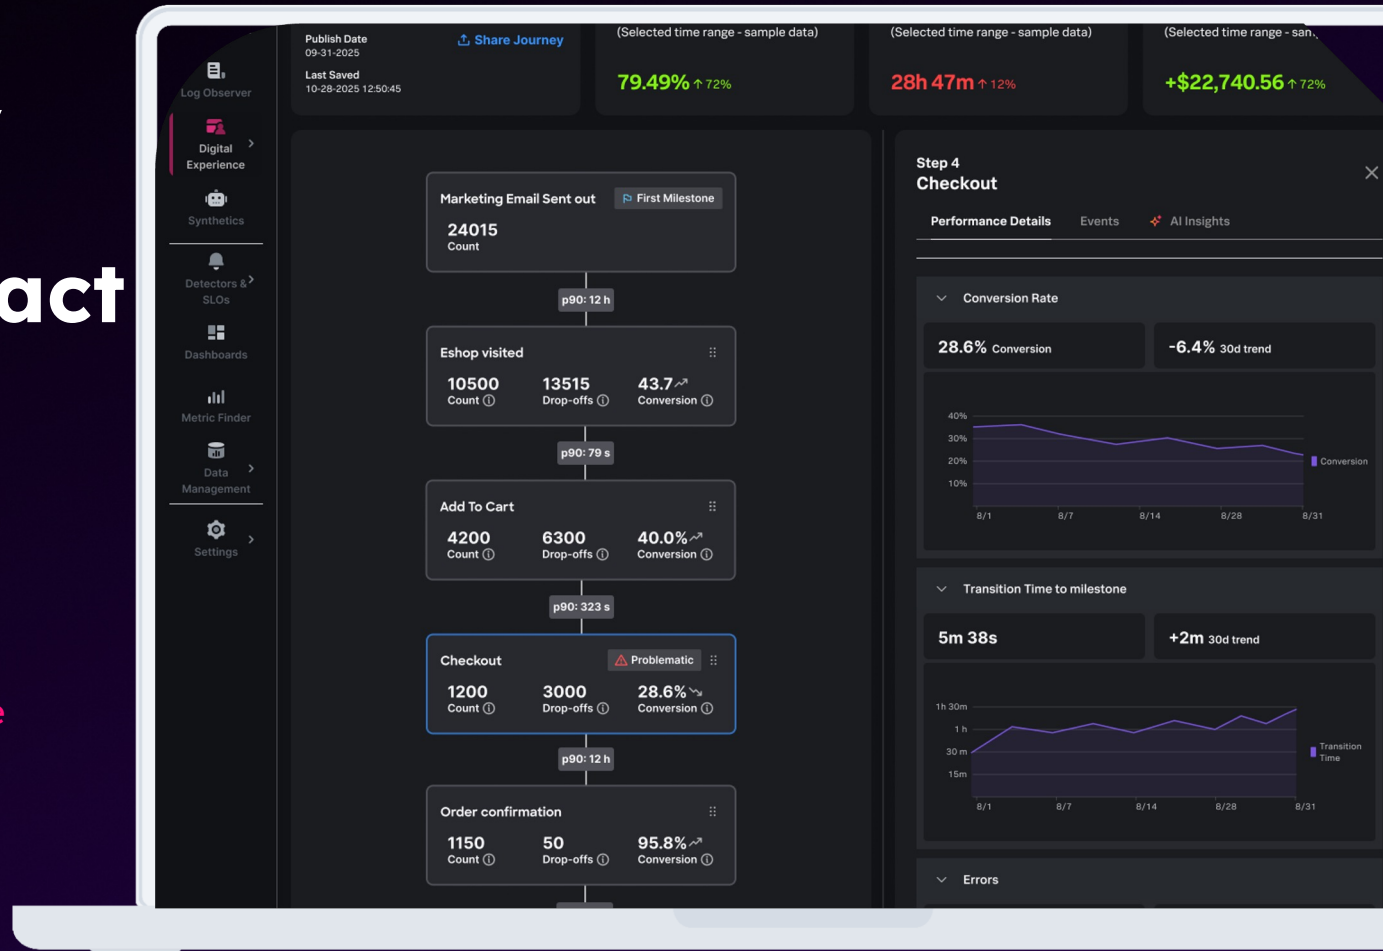 act
e
Log Observer
Digital
Experience
Synthetics
Detectors &
SLOs
Dashboards
Metric Finder
Data
Management
Settings
Publish Date
09-31-2025
Last Saved
10-28-2025 12:50:45
Share Journey
(Selected time range - sample data)
79.49% ↑ 72%
(Selected time range - sample data)
28h 47m ↑ 12%
(Selected time range - san
+$22,740.56 ↑ 72%
Marketing Email Sent out First Milestone
24015
Count
p90: 12 h
Eshop visited
10500 13515 43.7
Count Drop-offs Conversion
p90: 79 s
Add To Cart
4200 6300 40.0%
Count Drop-offs Conversion
p90: 323 s
Checkout Problematic
1200 3000 28.6%
Count Drop-offs Conversion
p90: 12 h
Order confirmation
1150 50 95.8%
Count Drop-offs Conversion
Step 4
Checkout
Performance Details Events AI Insights
Conversion Rate
28.6% Conversion -6.4% 30d trend
40%
30%
20%
10%
8/1 8/7 8/14 8/28 8/31
Conversion
Transition Time to milestone
5m 38s +2m 30d trend
1h 30m
1 h
30 m
15m
8/1 8/7 8/14 8/28 8/31
Transition
Time
Errors